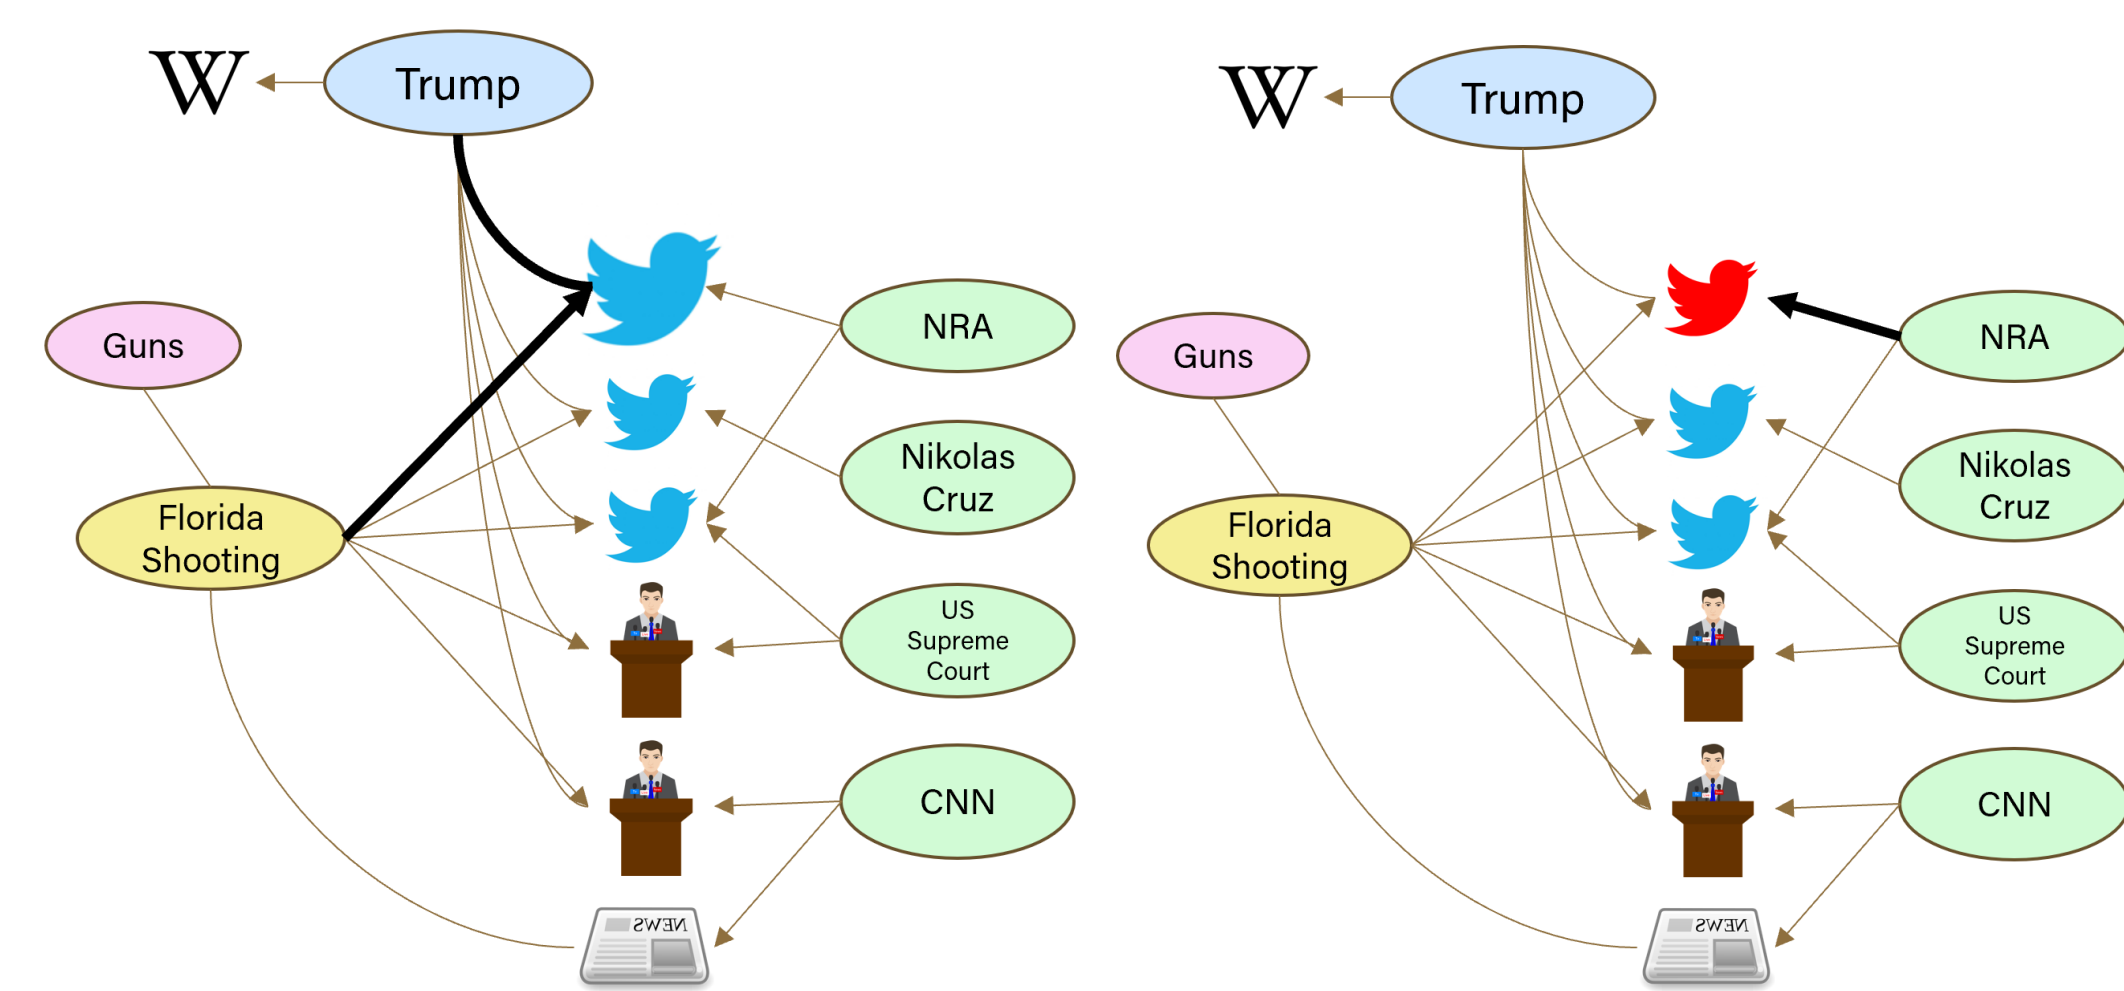 W
Trump
Guns
NRA
Nikolas
Cruz
Florida
Shooting
US
Supreme
Court
CNN
NEWS
W
Trump
Guns
NRA
Nikolas
Cruz
Florida
Shooting
US
Supreme
Court
CNN
NEWS